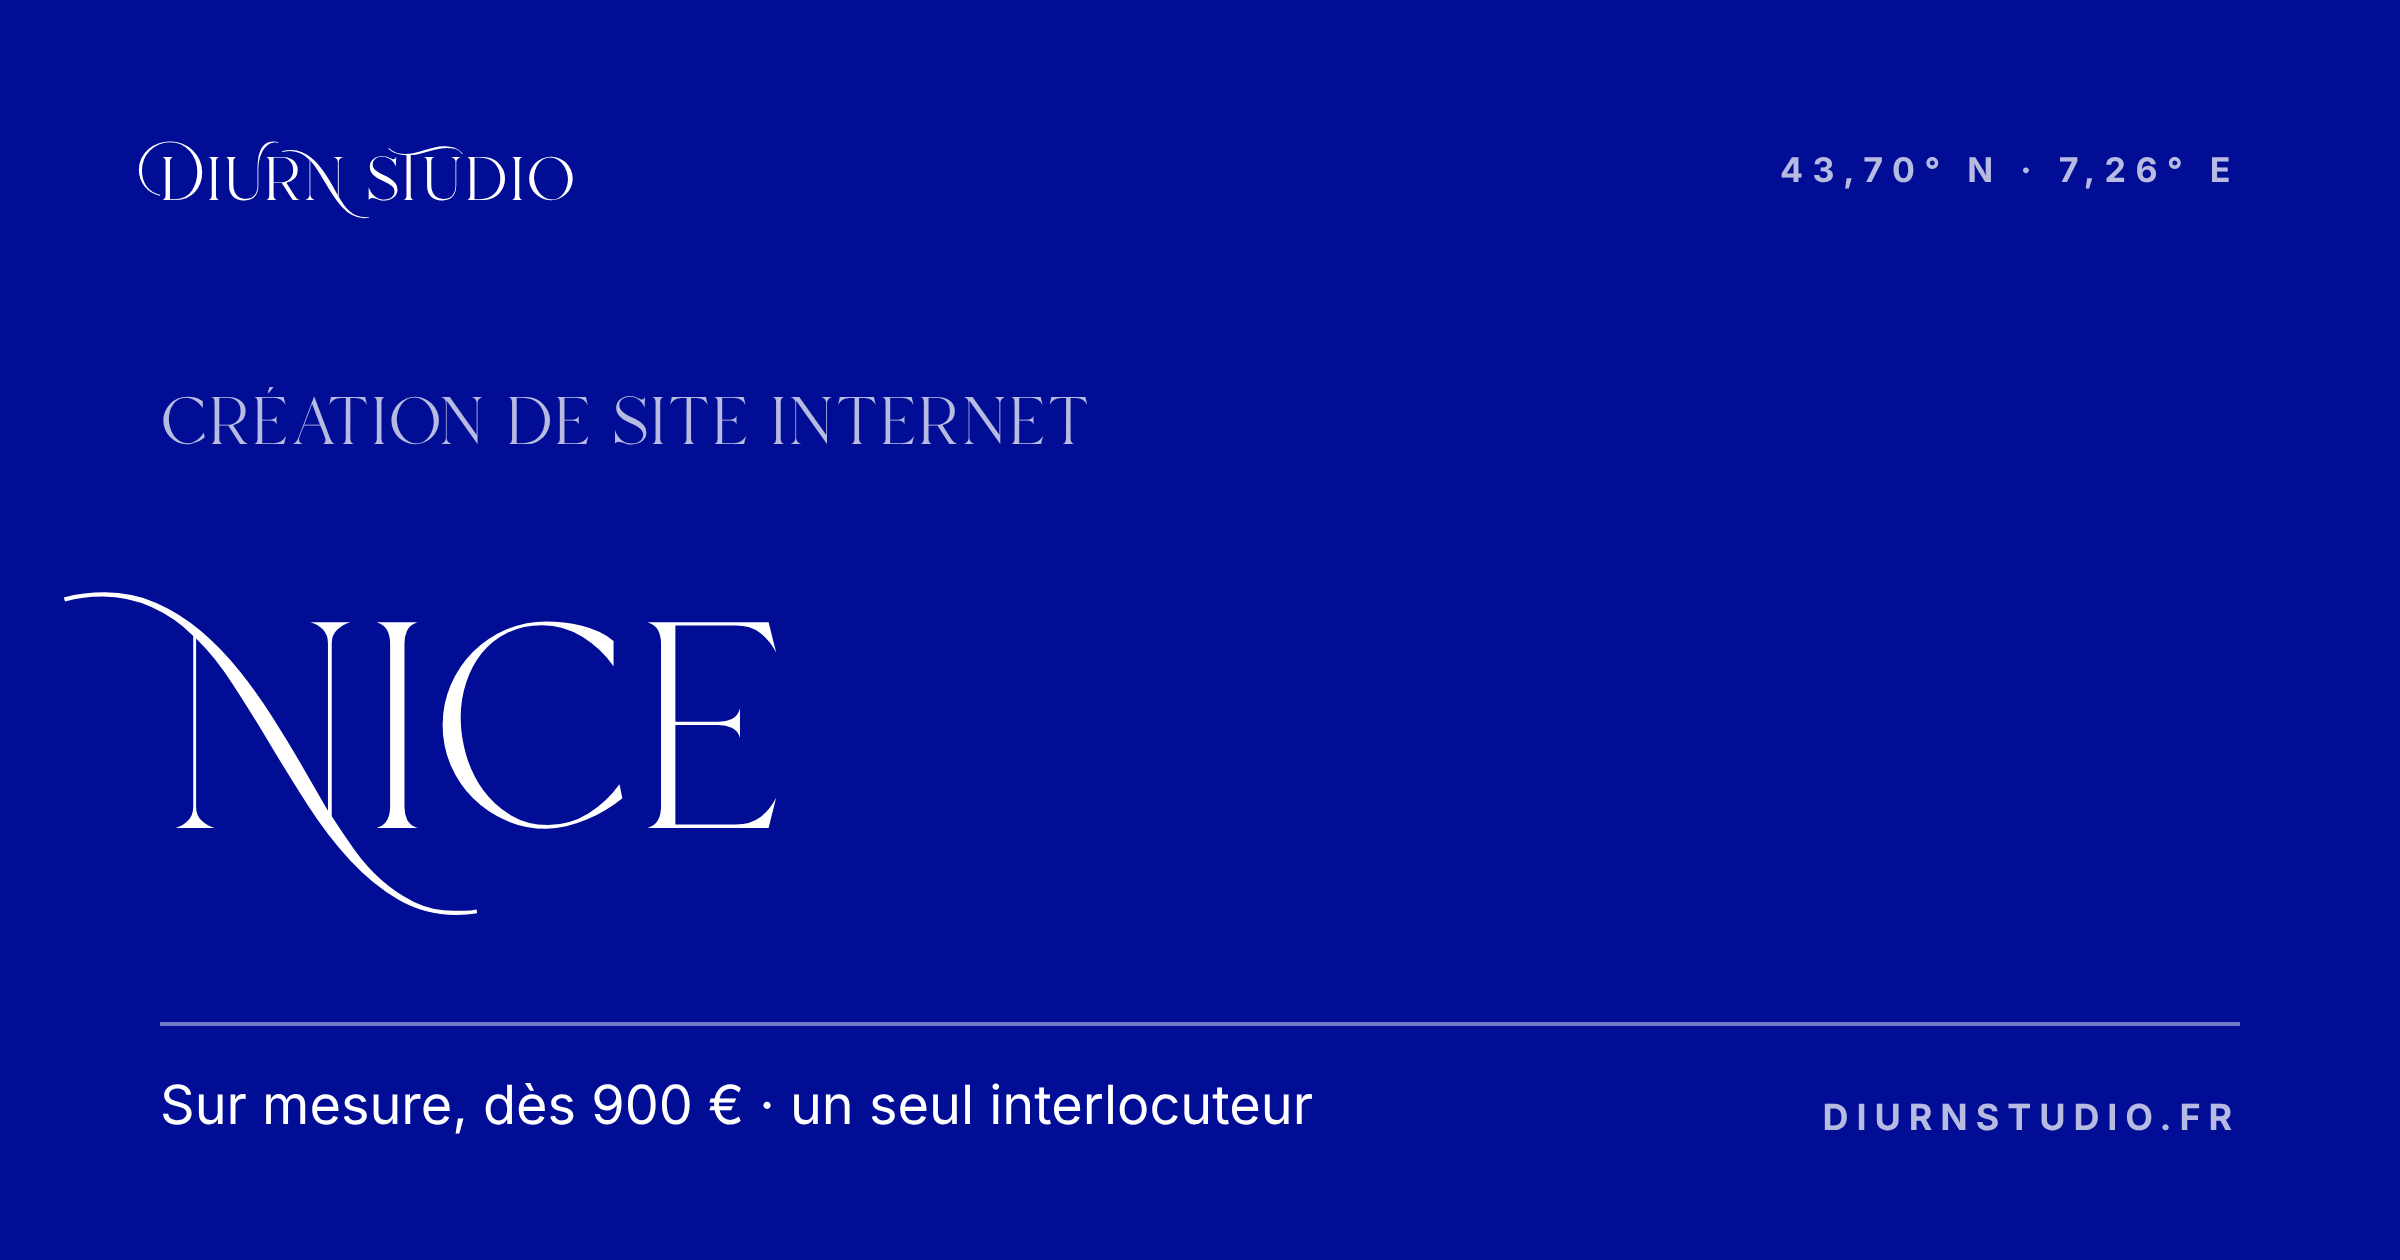 DIURN STUDIO
43,70° N · 7,26° E
CRÉATION DE SITE INTERNET
NICE
Sur mesure, dès 900 € · un seul interlocuteur
DIURNSTUDIO.FR